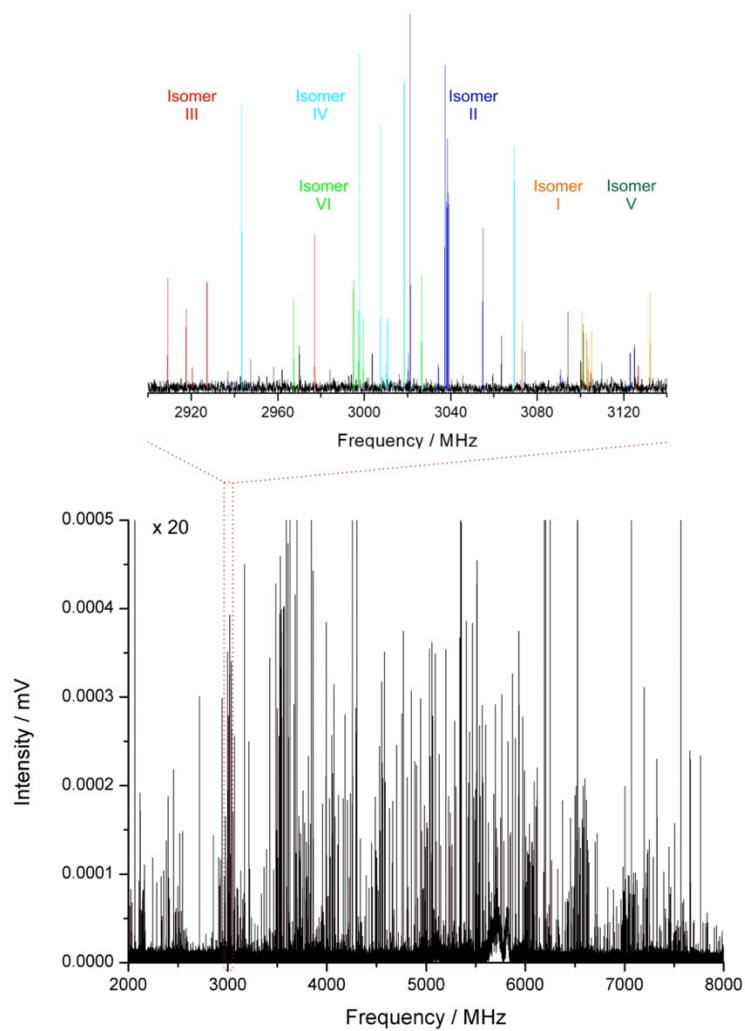 Isomer
III
Isomer
IV
Isomer
II
Isomer
VI
Isomer
I
Isomer
V
2920 2960 3000 3040 3080 3120
Frequency / MHz
0.0005
x 20
0.0004
0.0003
0.0002
0.0001
0.0000
Intensity / mV
2000 3000 4000 5000 6000 7000 8000
Frequency / MHz